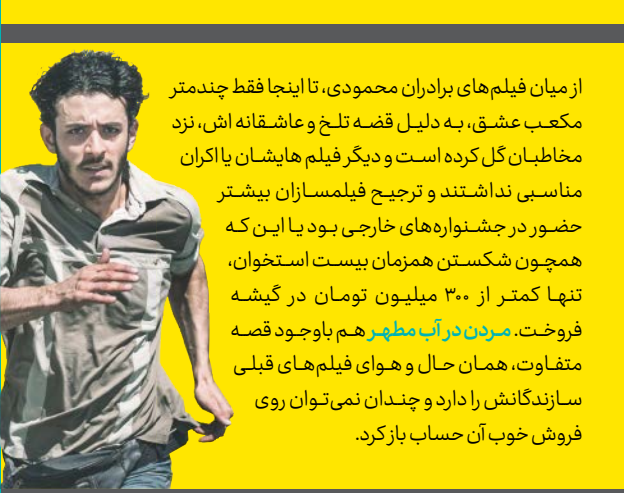 از میان فیلم‌های برادران محمودی، تا اینجا فقط چندمتر
مکعب عشق، به دلیل قصه تلخ و عاشقانه اش، نزد
مخاطبان گل کرده است و دیگر فیلم هایشان یا اکران
مناسبی نداشتند و ترجیح فیلمسازان بیشتر
حضور در جشنواره‌های خارجی بود یا این که
همچون شکستن همزمان بیست استخوان،
تنها کمتر از ۳۰۰ میلیون تومان در گیشه
فروخت. مردن در آب مطهر هم باوجود قصه
متفاوت، همان حال و هوای فیلم‌های قبلی
سازندگانش را دارد و چندان نمی‌توان روی
فروش خوب آن حساب باز کرد.